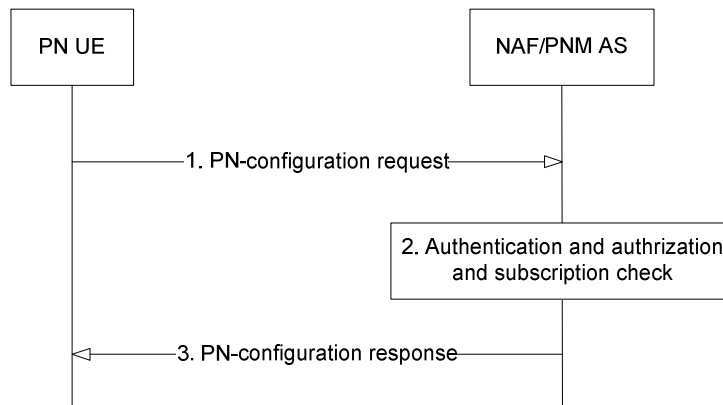 PN UE
NAF/PNM AS
1. PN-configuration request
2. Authentication and authrization
and subscription check
3. PN-configuration response